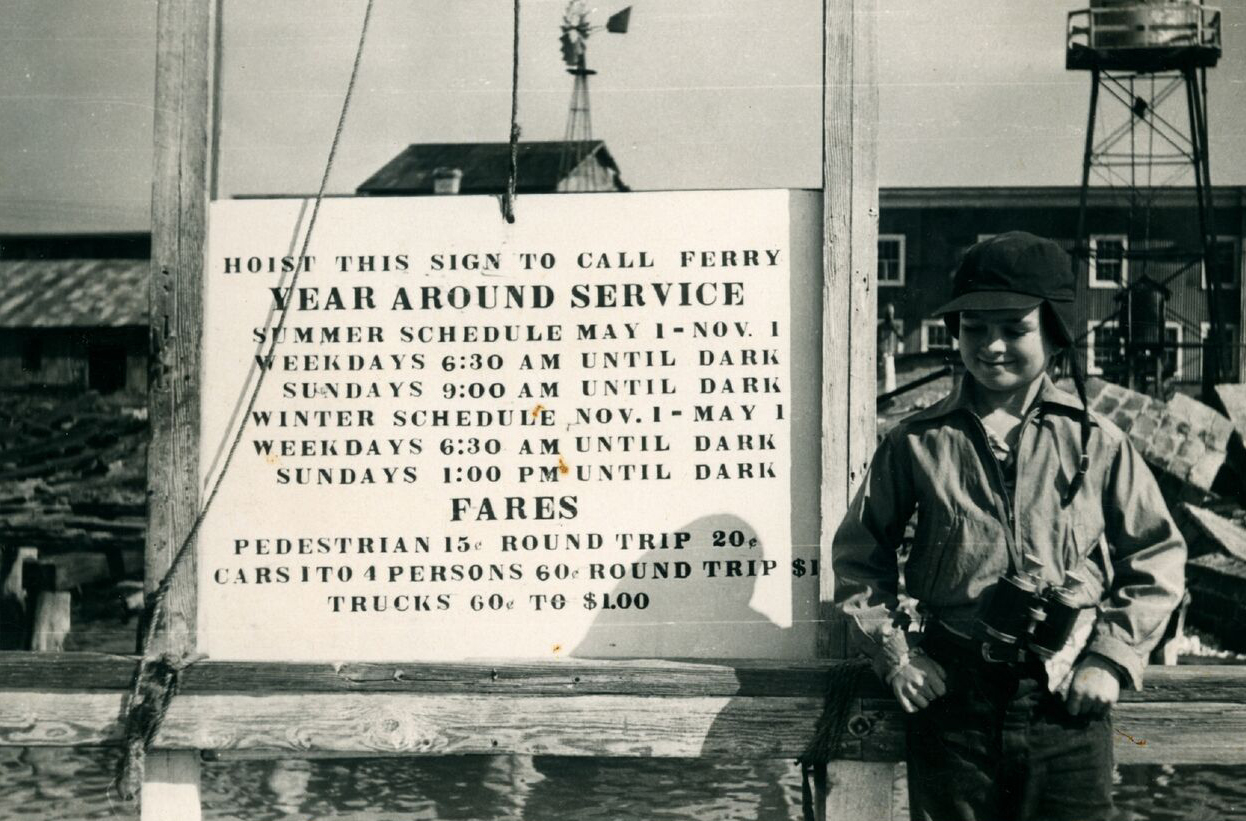 HOIST THIS SIGN TO CALL FERRY
YEAR AROUND SERVICE
SUMMER SCHEDULE MAY 1 - NOV. 1
WEEKDAYS 6:30 AM UNTIL DARK
SUNDAYS 9:00 AM UNTIL DARK
WINTER SCHEDULE NOV. 1 - MAY 1
WEEKDAYS 6:30 AM UNTIL DARK
SUNDAYS 1:00 PM UNTIL DARK
FARES
PEDESTRIAN 15¢ ROUND TRIP 20¢
CARS 1 TO 4 PERSONS 60¢ ROUND TRIP $1
TRUCKS 60¢ TO $1.00